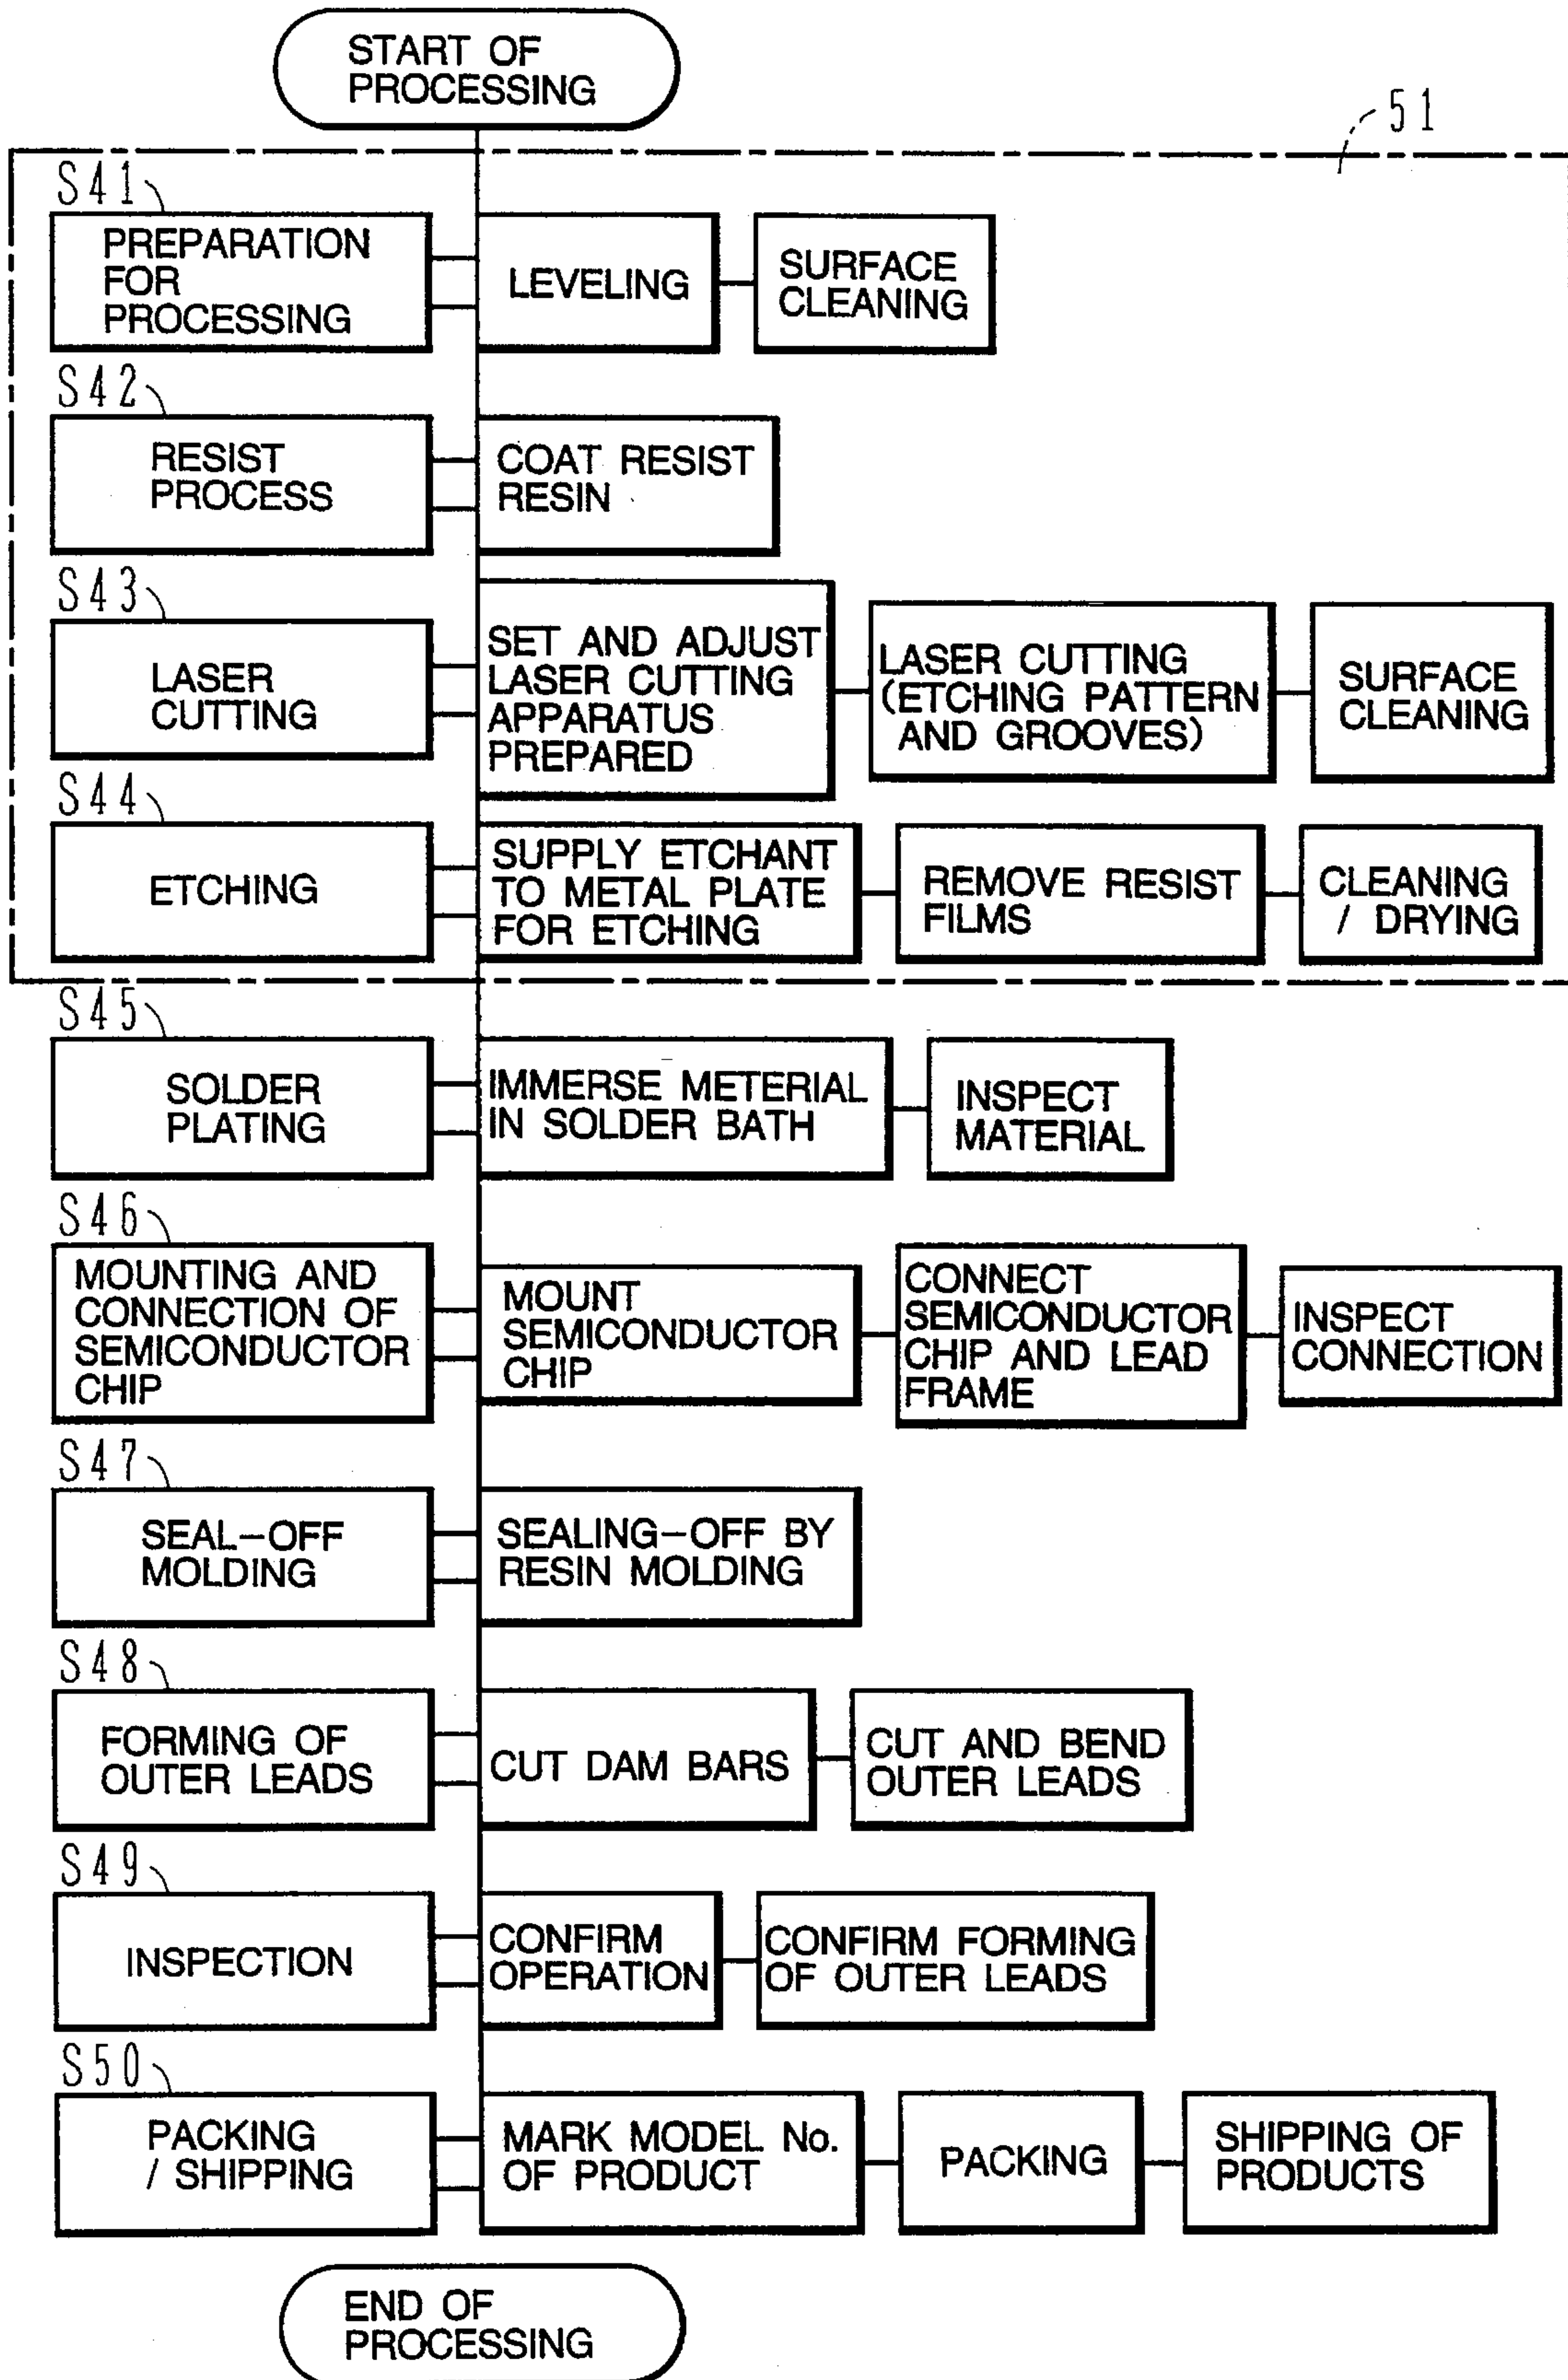 START OF
PROCESSING
51
S41
PREPARATION
FOR
PROCESSING
LEVELING
SURFACE
CLEANING
S42
RESIST
PROCESS
COAT RESIST
RESIN
S43
LASER
CUTTING
SET AND ADJUST
LASER CUTTING
APPARATUS
PREPARED
LASER CUTTING
(ETCHING PATTERN
AND GROOVES)
SURFACE
CLEANING
S44
ETCHING
SUPPLY ETCHANT
TO METAL PLATE
FOR ETCHING
REMOVE RESIST
FILMS
CLEANING
/ DRYING
S45
SOLDER
PLATING
IMMERSE METERIAL
IN SOLDER BATH
INSPECT
MATERIAL
S46
MOUNTING AND
CONNECTION OF
SEMICONDUCTOR
CHIP
MOUNT
SEMICONDUCTOR
CHIP
CONNECT
SEMICONDUCTOR
CHIP AND LEAD
FRAME
INSPECT
CONNECTION
S47
SEAL-OFF
MOLDING
SEALING-OFF BY
RESIN MOLDING
S48
FORMING OF
OUTER LEADS
CUT DAM BARS
CUT AND BEND
OUTER LEADS
S49
INSPECTION
CONFIRM
OPERATION
CONFIRM FORMING
OF OUTER LEADS
S50
PACKING
/ SHIPPING
MARK MODEL No.
OF PRODUCT
PACKING
SHIPPING OF
PRODUCTS
END OF
PROCESSING